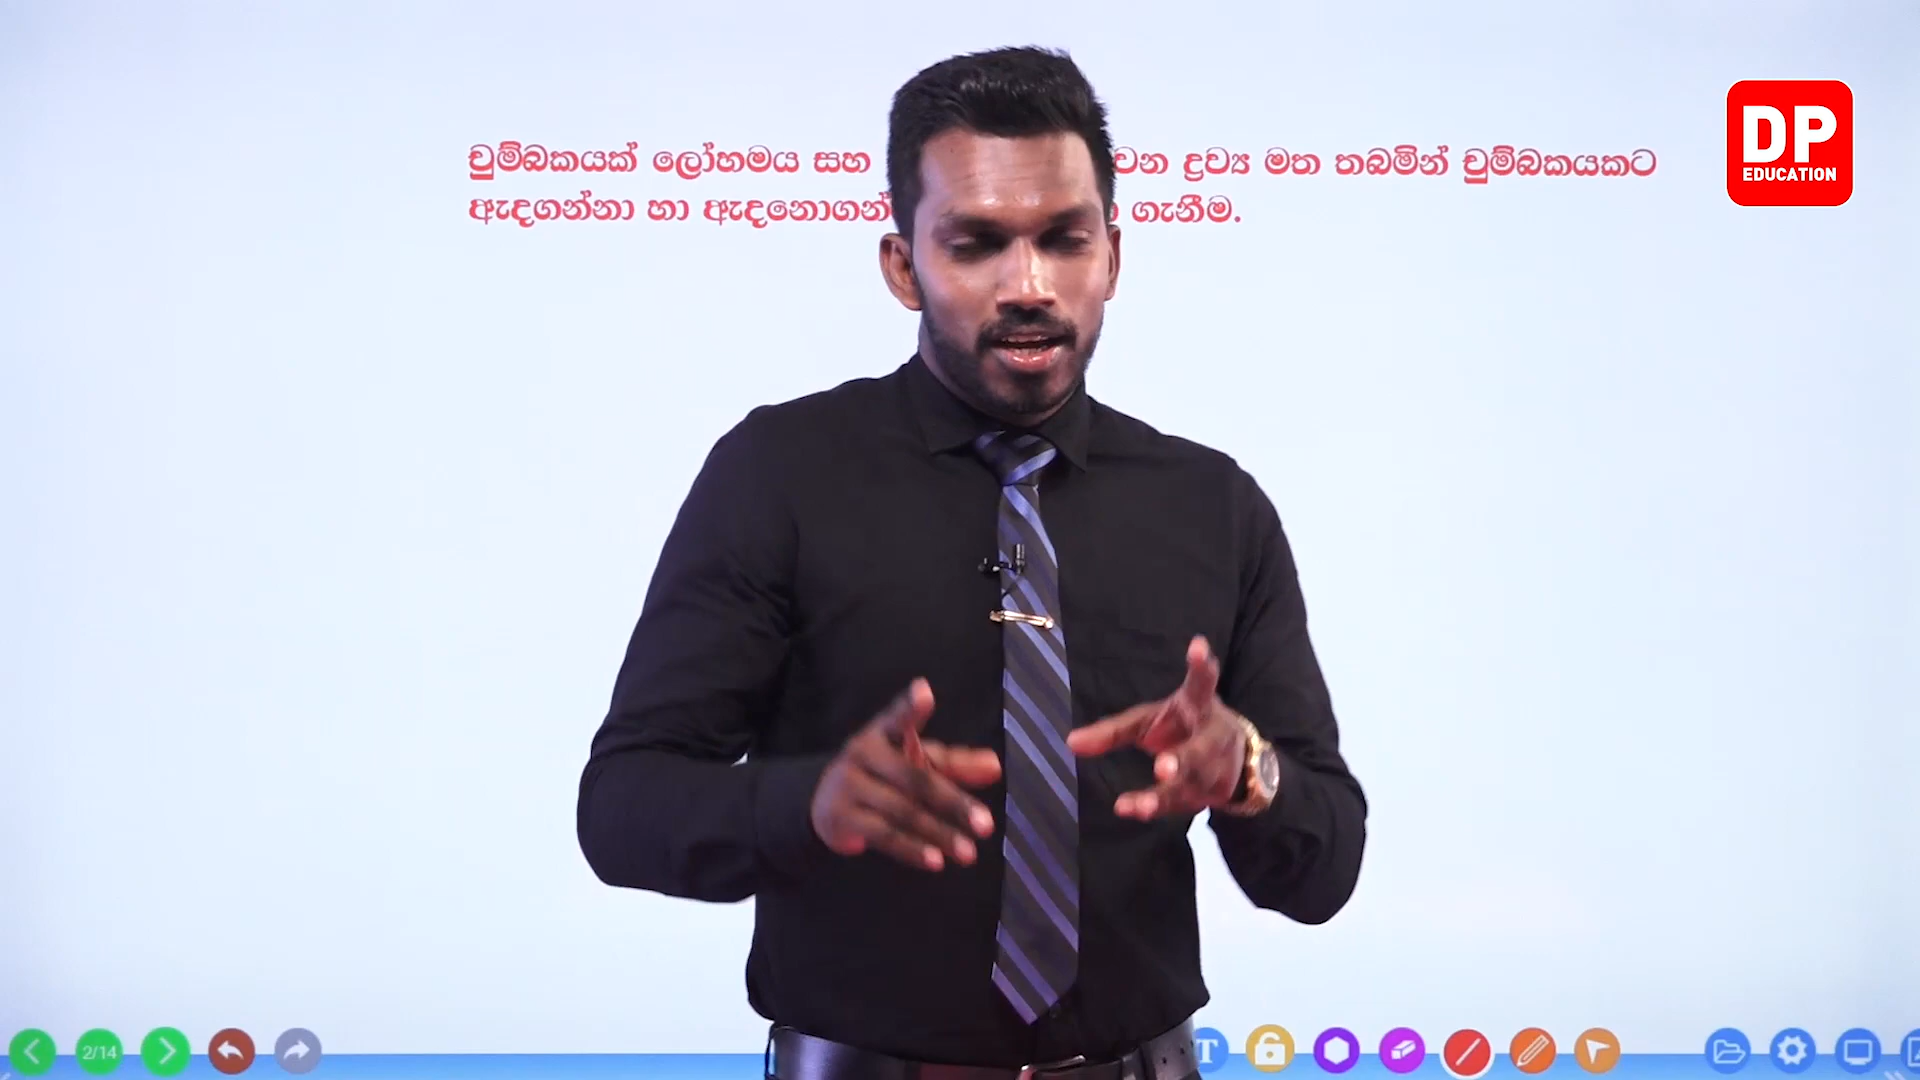 චුම්බකයක් ලෝහමය සහ වන ද්‍රව්‍ය මත තබමින් චුම්බකයකට
ඇදගන්නා හා ඇදනොගන් ගැනීම.
DP
EDUCATION
2/14
T